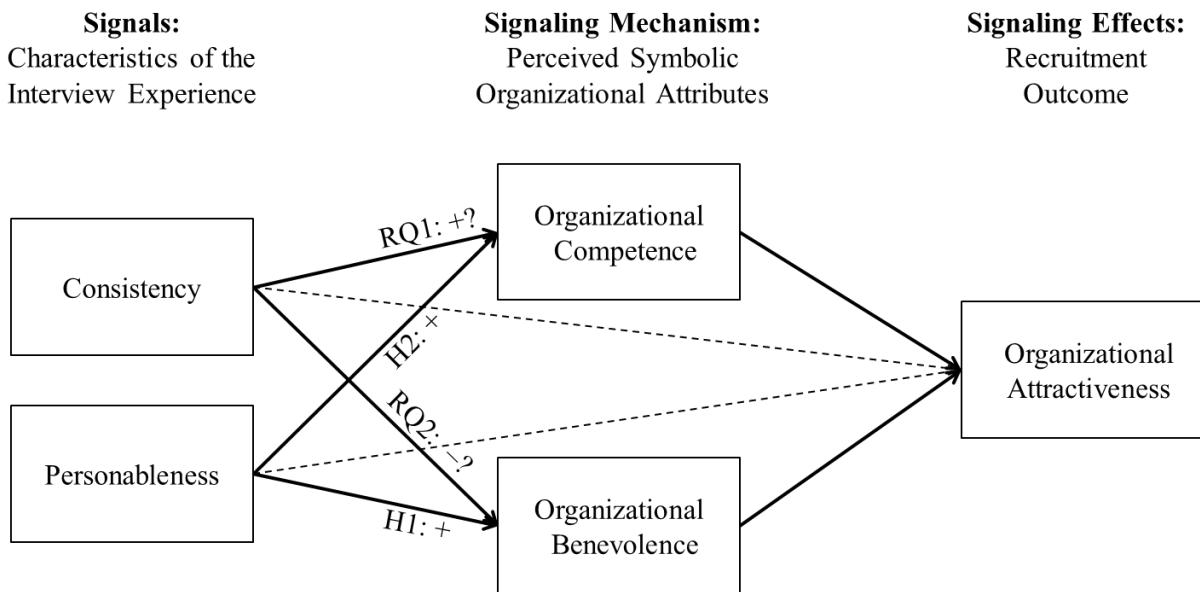 Signals:
Characteristics of the
Interview Experience
Signaling Mechanism:
Perceived Symbolic
Organizational Attributes
Signaling Effects:
Recruitment
Outcome
Consistency
Personableness
RQ1: +?
H2: +
RQ2: –?
H1: +
Organizational
Competence
Organizational
Benevolence
Organizational
Attractiveness